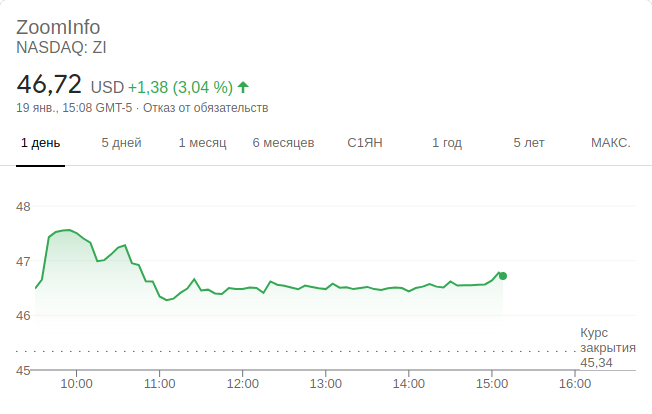 ZoomInfo
NASDAQ: ZI
46,72 USD +1,38 (3,04 %)
19 янв., 15:08 GMT-5 · Отказ от обязательств
1 день 5 дней 1 месяц 6 месяцев С1ЯН 1 год 5 лет МАКС.
48
47
46
45
Курс
закрытия
45,34
10:00 11:00 12:00 13:00 14:00 15:00 16:00